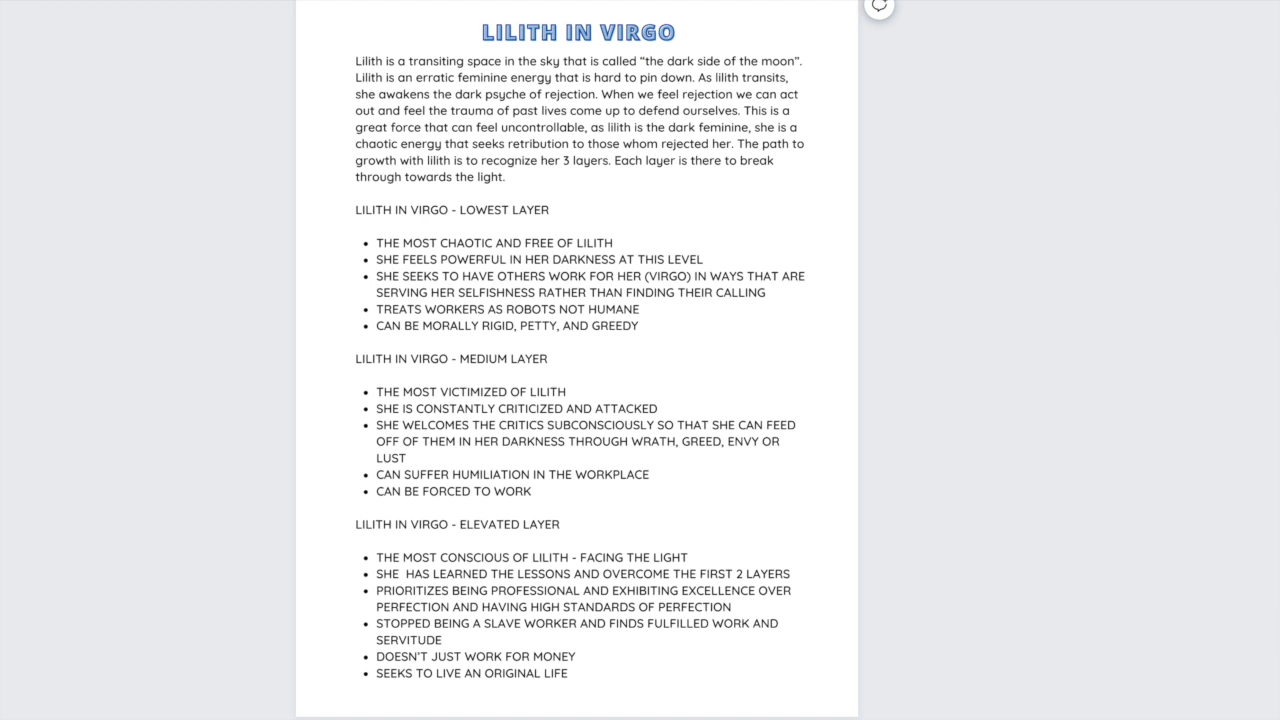 LILITH IN VIRGO
Lilith is a transiting space in the sky that is called “the dark side of the moon”.
Lilith is an erratic feminine energy that is hard to pin down. As lilith transits,
she awakens the dark psyche of rejection. When we feel rejection we can act
out and feel the trauma of past lives come up to defend ourselves. This is a
great force that can feel uncontrollable, as lilith is the dark feminine, she is a
chaotic energy that seeks retribution to those whom rejected her. The path to
growth with lilith is to recognize her 3 layers. Each layer is there to break
through towards the light.
LILITH IN VIRGO - LOWEST LAYER
• THE MOST CHAOTIC AND FREE OF LILITH
• SHE FEELS POWERFUL IN HER DARKNESS AT THIS LEVEL
• SHE SEEKS TO HAVE OTHERS WORK FOR HER (VIRGO) IN WAYS THAT ARE
SERVING HER SELFISHNESS RATHER THAN FINDING THEIR CALLING
• TREATS WORKERS AS ROBOTS NOT HUMANE
• CAN BE MORALLY RIGID, PETTY, AND GREEDY
LILITH IN VIRGO - MEDIUM LAYER
• THE MOST VICTIMIZED OF LILITH
• SHE IS CONSTANTLY CRITICIZED AND ATTACKED
• SHE WELCOMES THE CRITICS SUBCONSCIOUSLY SO THAT SHE CAN FEED
OFF OF THEM IN HER DARKNESS THROUGH WRATH, GREED, ENVY OR
LUST
• CAN SUFFER HUMILIATION IN THE WORKPLACE
• CAN BE FORCED TO WORK
LILITH IN VIRGO - ELEVATED LAYER
• THE MOST CONSCIOUS OF LILITH - FACING THE LIGHT
• SHE  HAS LEARNED THE LESSONS AND OVERCOME THE FIRST 2 LAYERS
• PRIORITIZES BEING PROFESSIONAL AND EXHIBITING EXCELLENCE OVER
PERFECTION AND HAVING HIGH STANDARDS OF PERFECTION
• STOPPED BEING A SLAVE WORKER AND FINDS FULFILLED WORK AND
SERVITUDE
• DOESN’T JUST WORK FOR MONEY
• SEEKS TO LIVE AN ORIGINAL LIFE